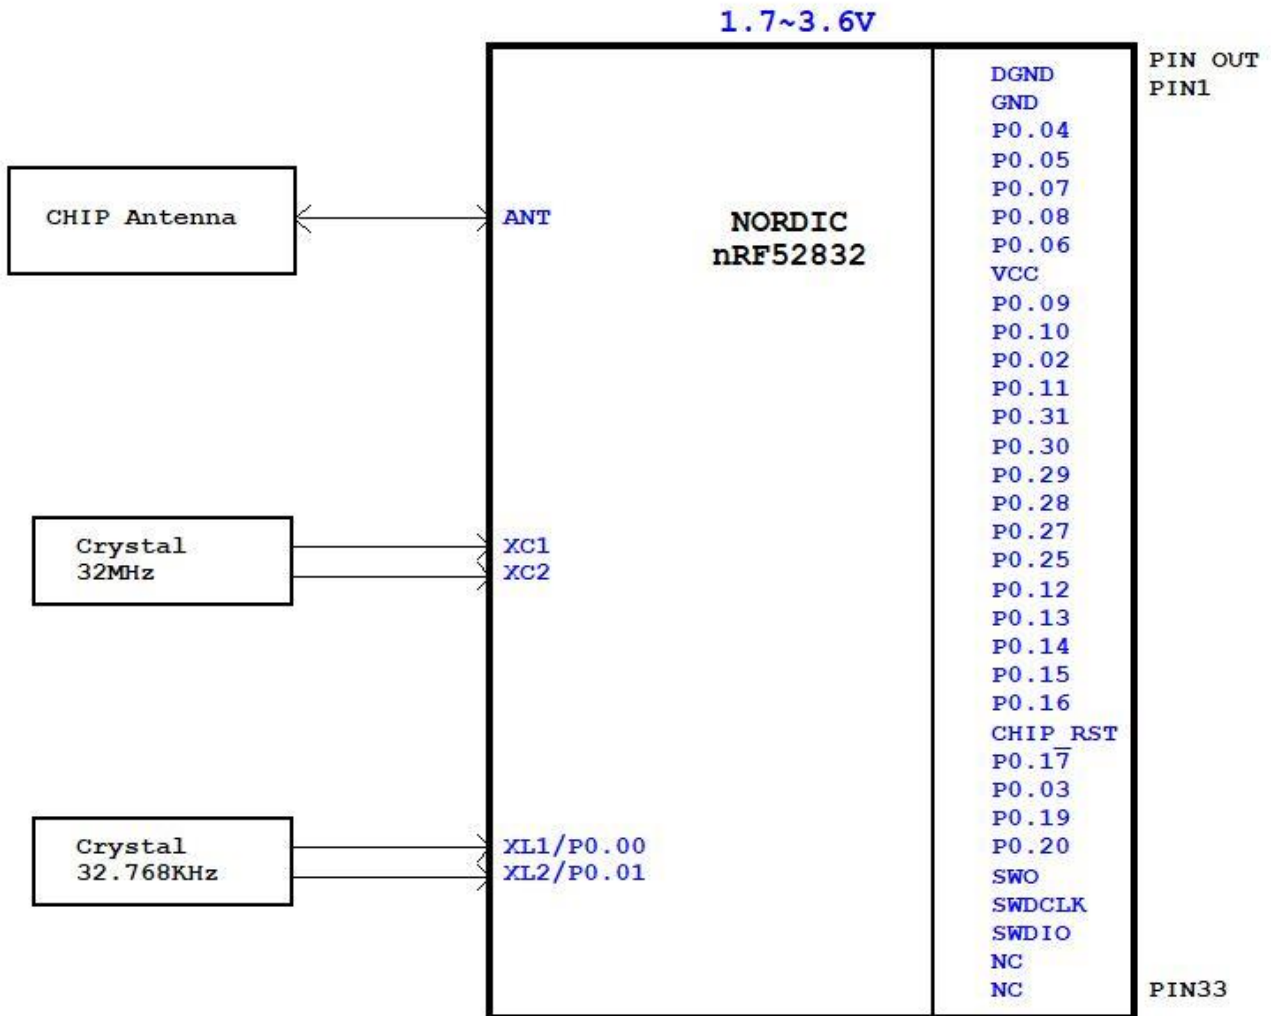 1.7~3.6V
PIN OUT
PIN1
DGND
GND
P0.04
P0.05
P0.07
P0.08
P0.06
VCC
P0.09
P0.10
P0.02
P0.11
P0.31
P0.30
P0.29
P0.28
P0.27
P0.25
P0.12
P0.13
P0.14
P0.15
P0.16
CHIP_RST
P0.17
P0.03
P0.19
P0.20
SWO
SWDCLK
SWDIO
NC
NC
PIN33
CHIP Antenna
ANT
NORDIC
nRF52832
Crystal
32MHz
XC1
XC2
Crystal
32.768KHz
XL1/P0.00
XL2/P0.01